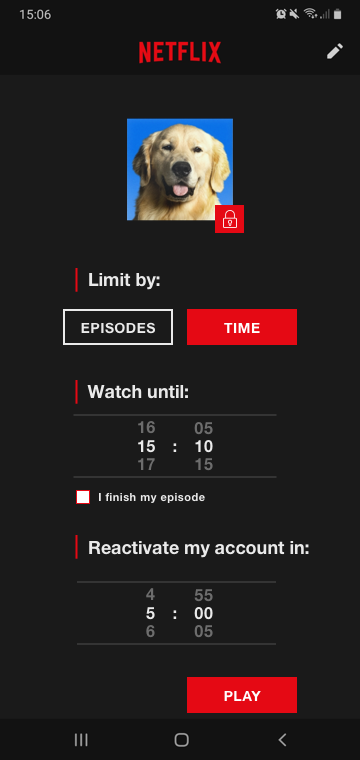 15:06
NETFLIX
Limit by:
EPISODES TIME
Watch until:
16 05
15 : 10
17 15
I finish my episode
Reactivate my account in:
4 55
5 : 00
6 05
PLAY